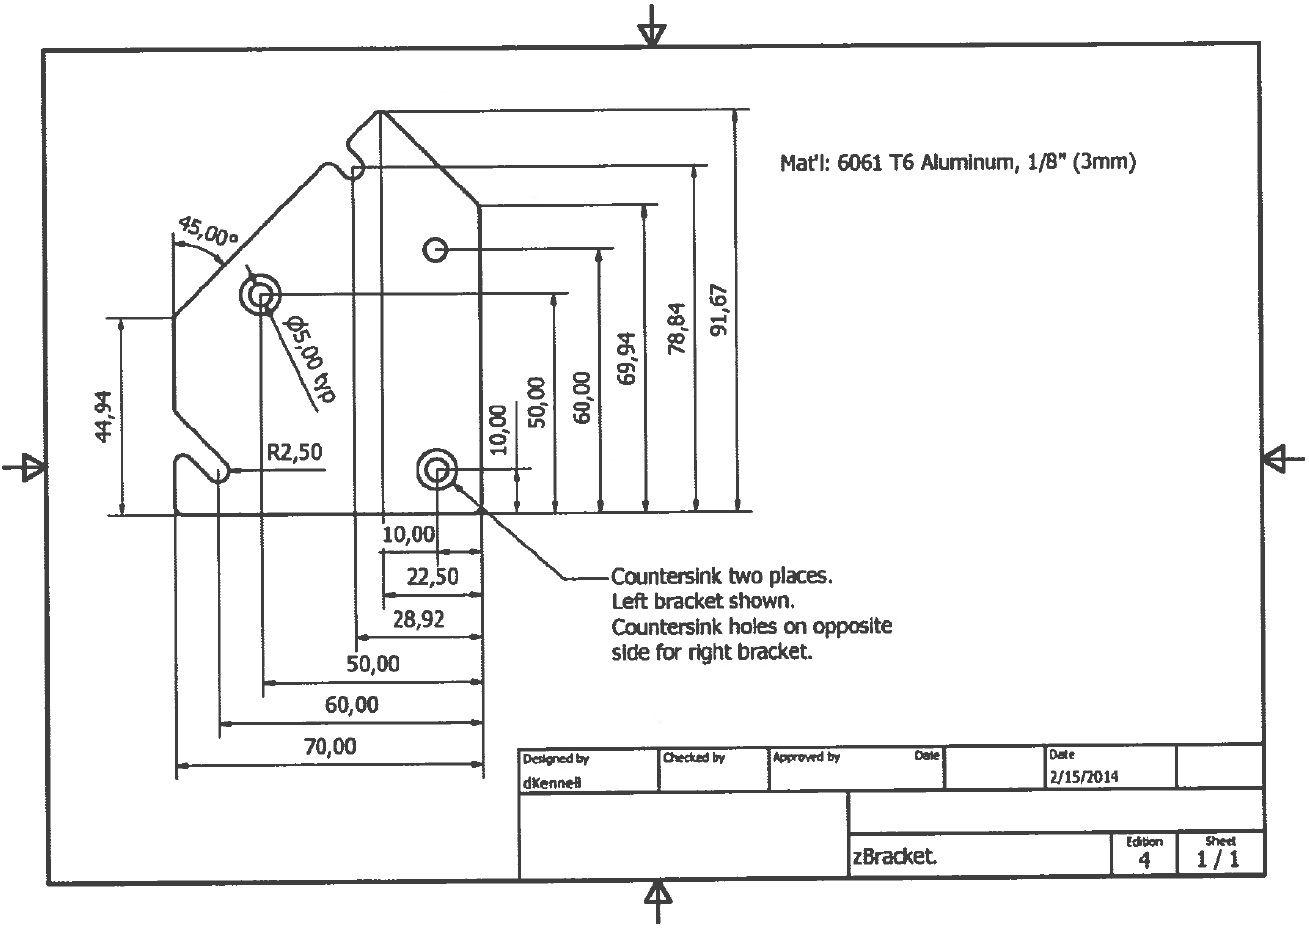 Mat'l: 6061 T6 Aluminum, 1/8" (3mm)
45,00°
ϕ5,00 typ
44,94
R2,50
10,00
50,00
60,00
69,94
78,84
91,67
10,00
22,50
28,92
50,00
60,00
70,00
Countersink two places.
Left bracket shown.
Countersink holes on opposite
side for right bracket.
Designed by
dKennell
Checked by
Approved by
Date
Date
2/15/2014
zBracket.
Edition
4
Sheet
1 / 1